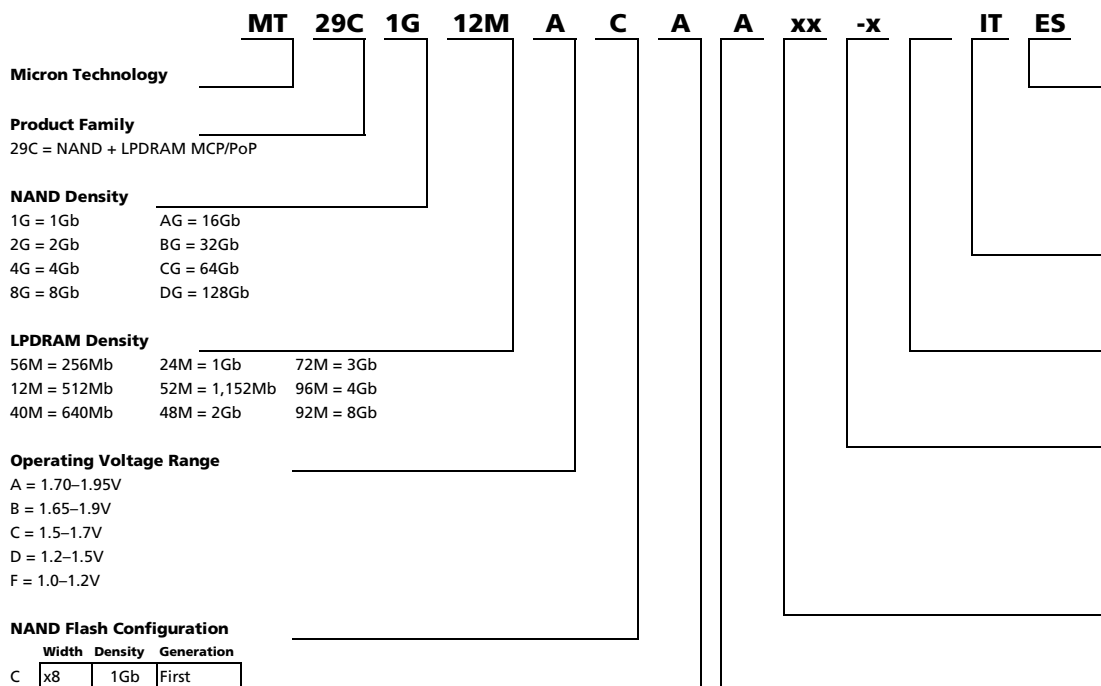 MT 29C 1G 12M A C A A xx -x IT ES
Micron Technology
Product Family
29C = NAND + LPDRAM MCP/PoP
NAND Density
1G = 1Gb AG = 16Gb
2G = 2Gb BG = 32Gb
4G = 4Gb CG = 64Gb
8G = 8Gb DG = 128Gb
LPDRAM Density
56M = 256Mb 24M = 1Gb 72M = 3Gb
12M = 512Mb 52M = 1,152Mb 96M = 4Gb
40M = 640Mb 48M = 2Gb 92M = 8Gb
Operating Voltage Range
A = 1.70–1.95V
B = 1.65–1.9V
C = 1.5–1.7V
D = 1.2–1.5V
F = 1.0–1.2V
NAND Flash Configuration
Width Density Generation
C x8 1Gb First